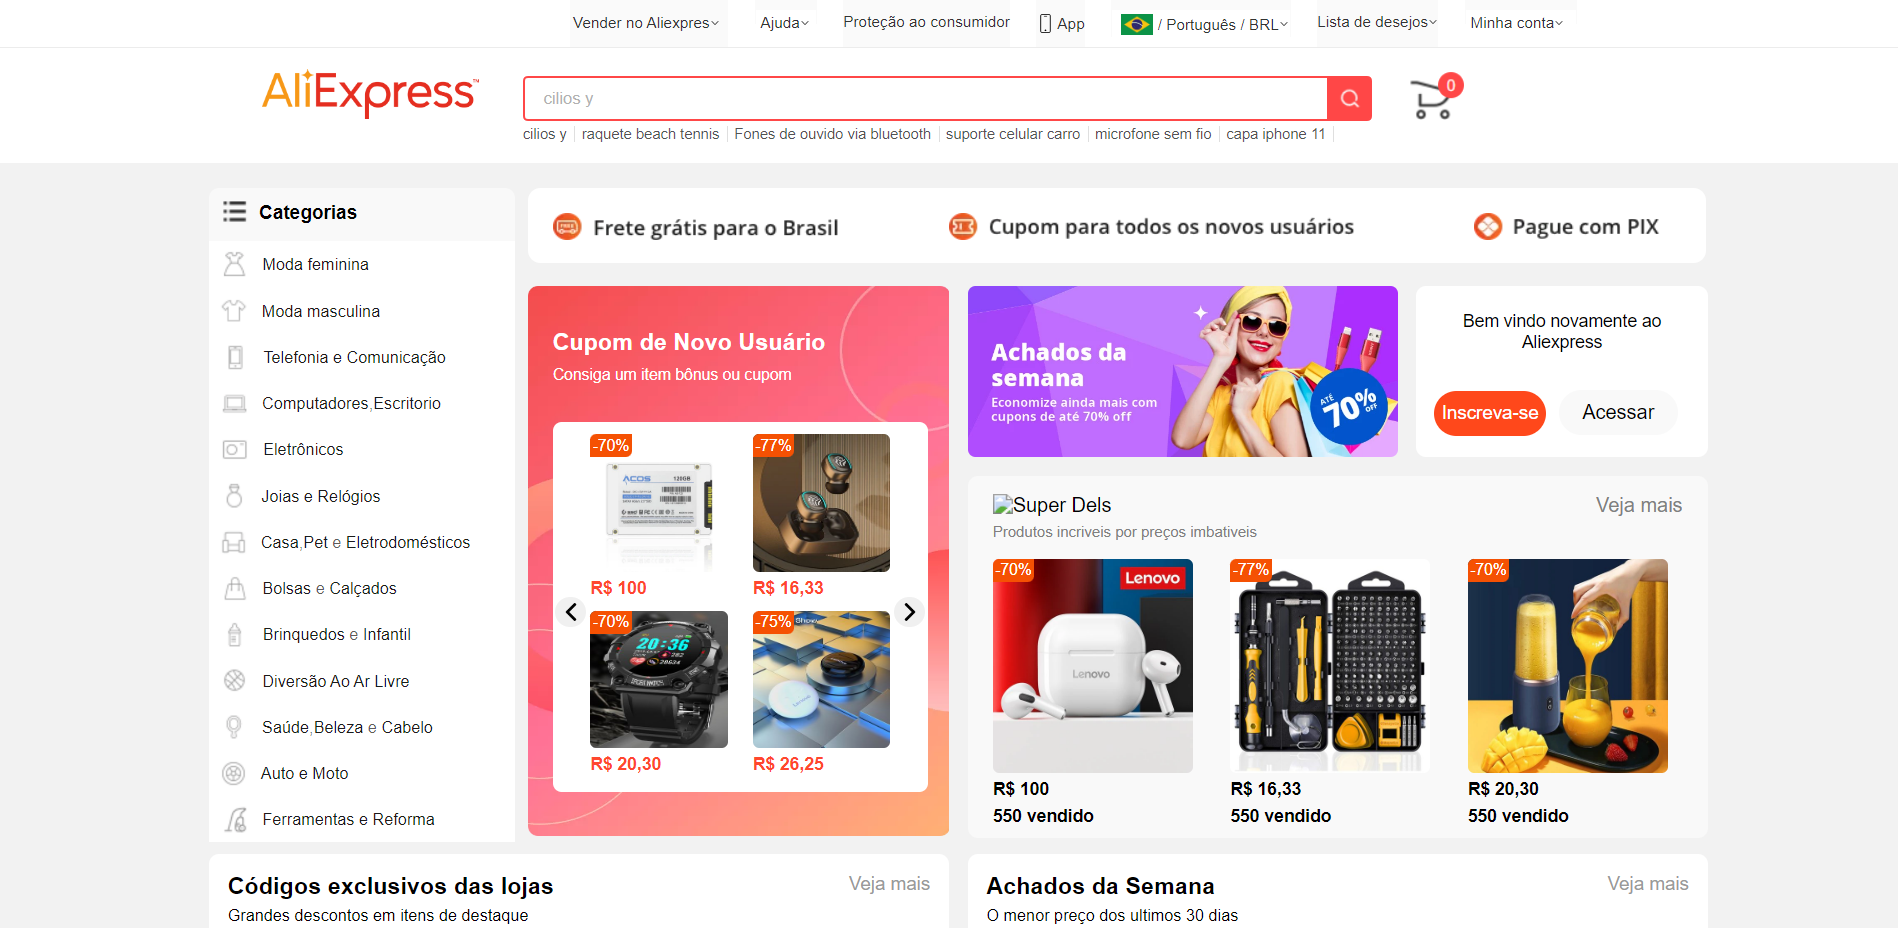 Vender no Aliexpres
Ajuda
Proteção ao consumidor
App
/ Português / BRL
Lista de desejos
Minha conta
AliExpress™
cilios y
0
cilios y
raquete beach tennis
Fones de ouvido via bluetooth
suporte celular carro
microfone sem fio
capa iphone 11
Categorias
Moda feminina
Moda masculina
Telefonia e Comunicação
Computadores,Escritorio
Eletrônicos
Joias e Relógios
Casa,Pet e Eletrodomésticos
Bolsas e Calçados
Brinquedos e Infantil
Diversão Ao Ar Livre
Saúde,Beleza e Cabelo
Auto e Moto
Ferramentas e Reforma
Frete grátis para o Brasil
Cupom para todos os novos usuários
Pague com PIX
Cupom de Novo Usuário
Consiga um item bônus ou cupom
-70%
ACOS
120GB
R$ 100
-77%
R$ 16,33
-70%
20:36
R$ 20,30
-75%
Show
R$ 26,25
Achados da
semana
Economize ainda mais com
cupons de até 70% off
ATÉ
70%
OFF
Bem vindo novamente ao
Aliexpress
Inscreva-se
Acessar
Super Dels
Veja mais
Produtos incriveis por preços imbativeis
-70%
Lenovo
Lenovo
R$ 100
550 vendido
-77%
R$ 16,33
550 vendido
-70%
R$ 20,30
550 vendido
Códigos exclusivos das lojas
Veja mais
Grandes descontos em itens de destaque
Achados da Semana
Veja mais
O menor preço dos ultimos 30 dias